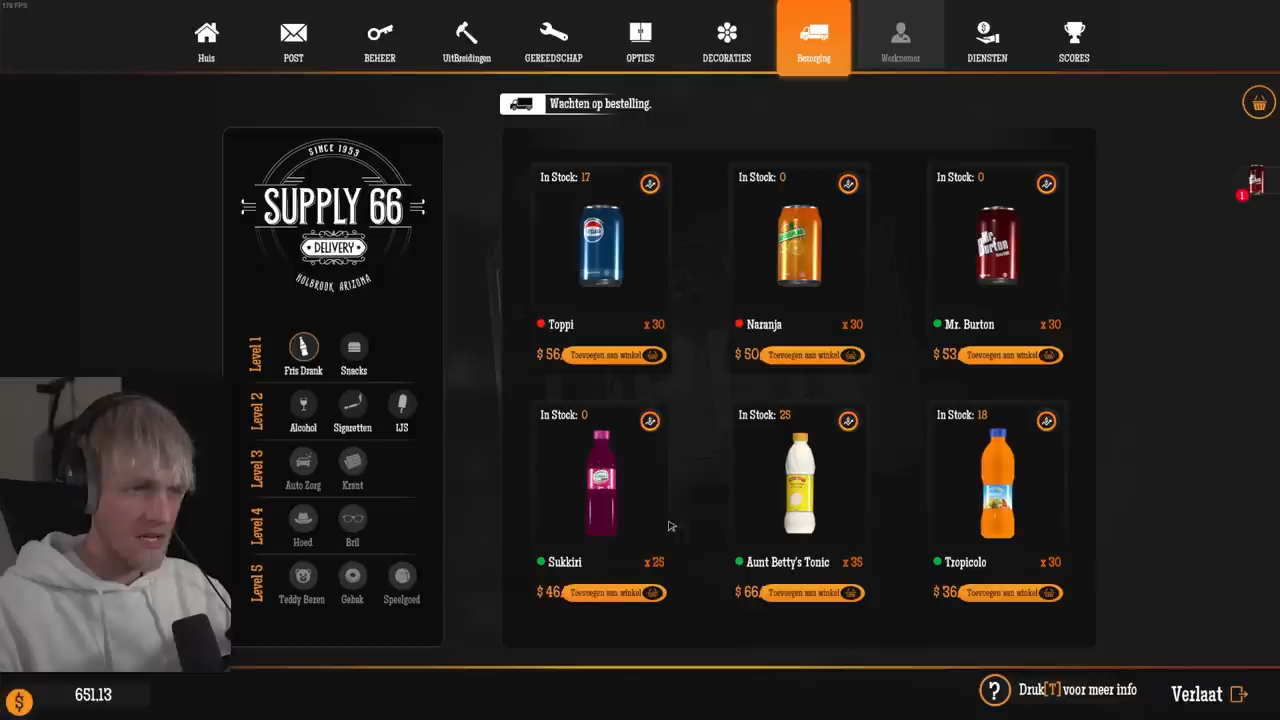 170 FPS
Huis
POST
BEHEER
UitBreidingen
GEREEDSCHAP
OPTIES
DECORATIES
Bezorging
Werknemer
DIENSTEN
SCORES
Wachten op bestelling.
SINCE 1953
SUPPLY 66
DELIVERY
HOLBROOK, ARIZONA
Level 1
Fris Drank
Snacks
Level 2
Alcohol
Sigaretten
IJS
Level 3
Auto Zorg
Krant
Level 4
Hoed
Bril
Level 5
Teddy Beren
Gebak
Speelgoed
In Stock: 17
Toppi x 30
$ 56, Toevoegen aan winkel
In Stock: 0
Naranja x 30
$ 50, Toevoegen aan winkel
In Stock: 0
Mr. Burton
Mr. Burton x 30
$ 53, Toevoegen aan winkel
1
In Stock: 0
Sukkiri x 25
$ 46, Toevoegen aan winkel
In Stock: 25
Aunt Betty's Tonic x 35
$ 66, Toevoegen aan winkel
In Stock: 18
Tropicolo x 30
$ 36, Toevoegen aan winkel
$ 651.13
? Druk[T] voor meer info
Verlaat